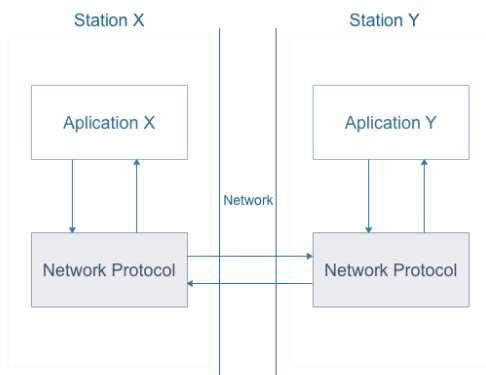 Station X
Station Y
Aplication X
Aplication Y
Network
Network Protocol
Network Protocol